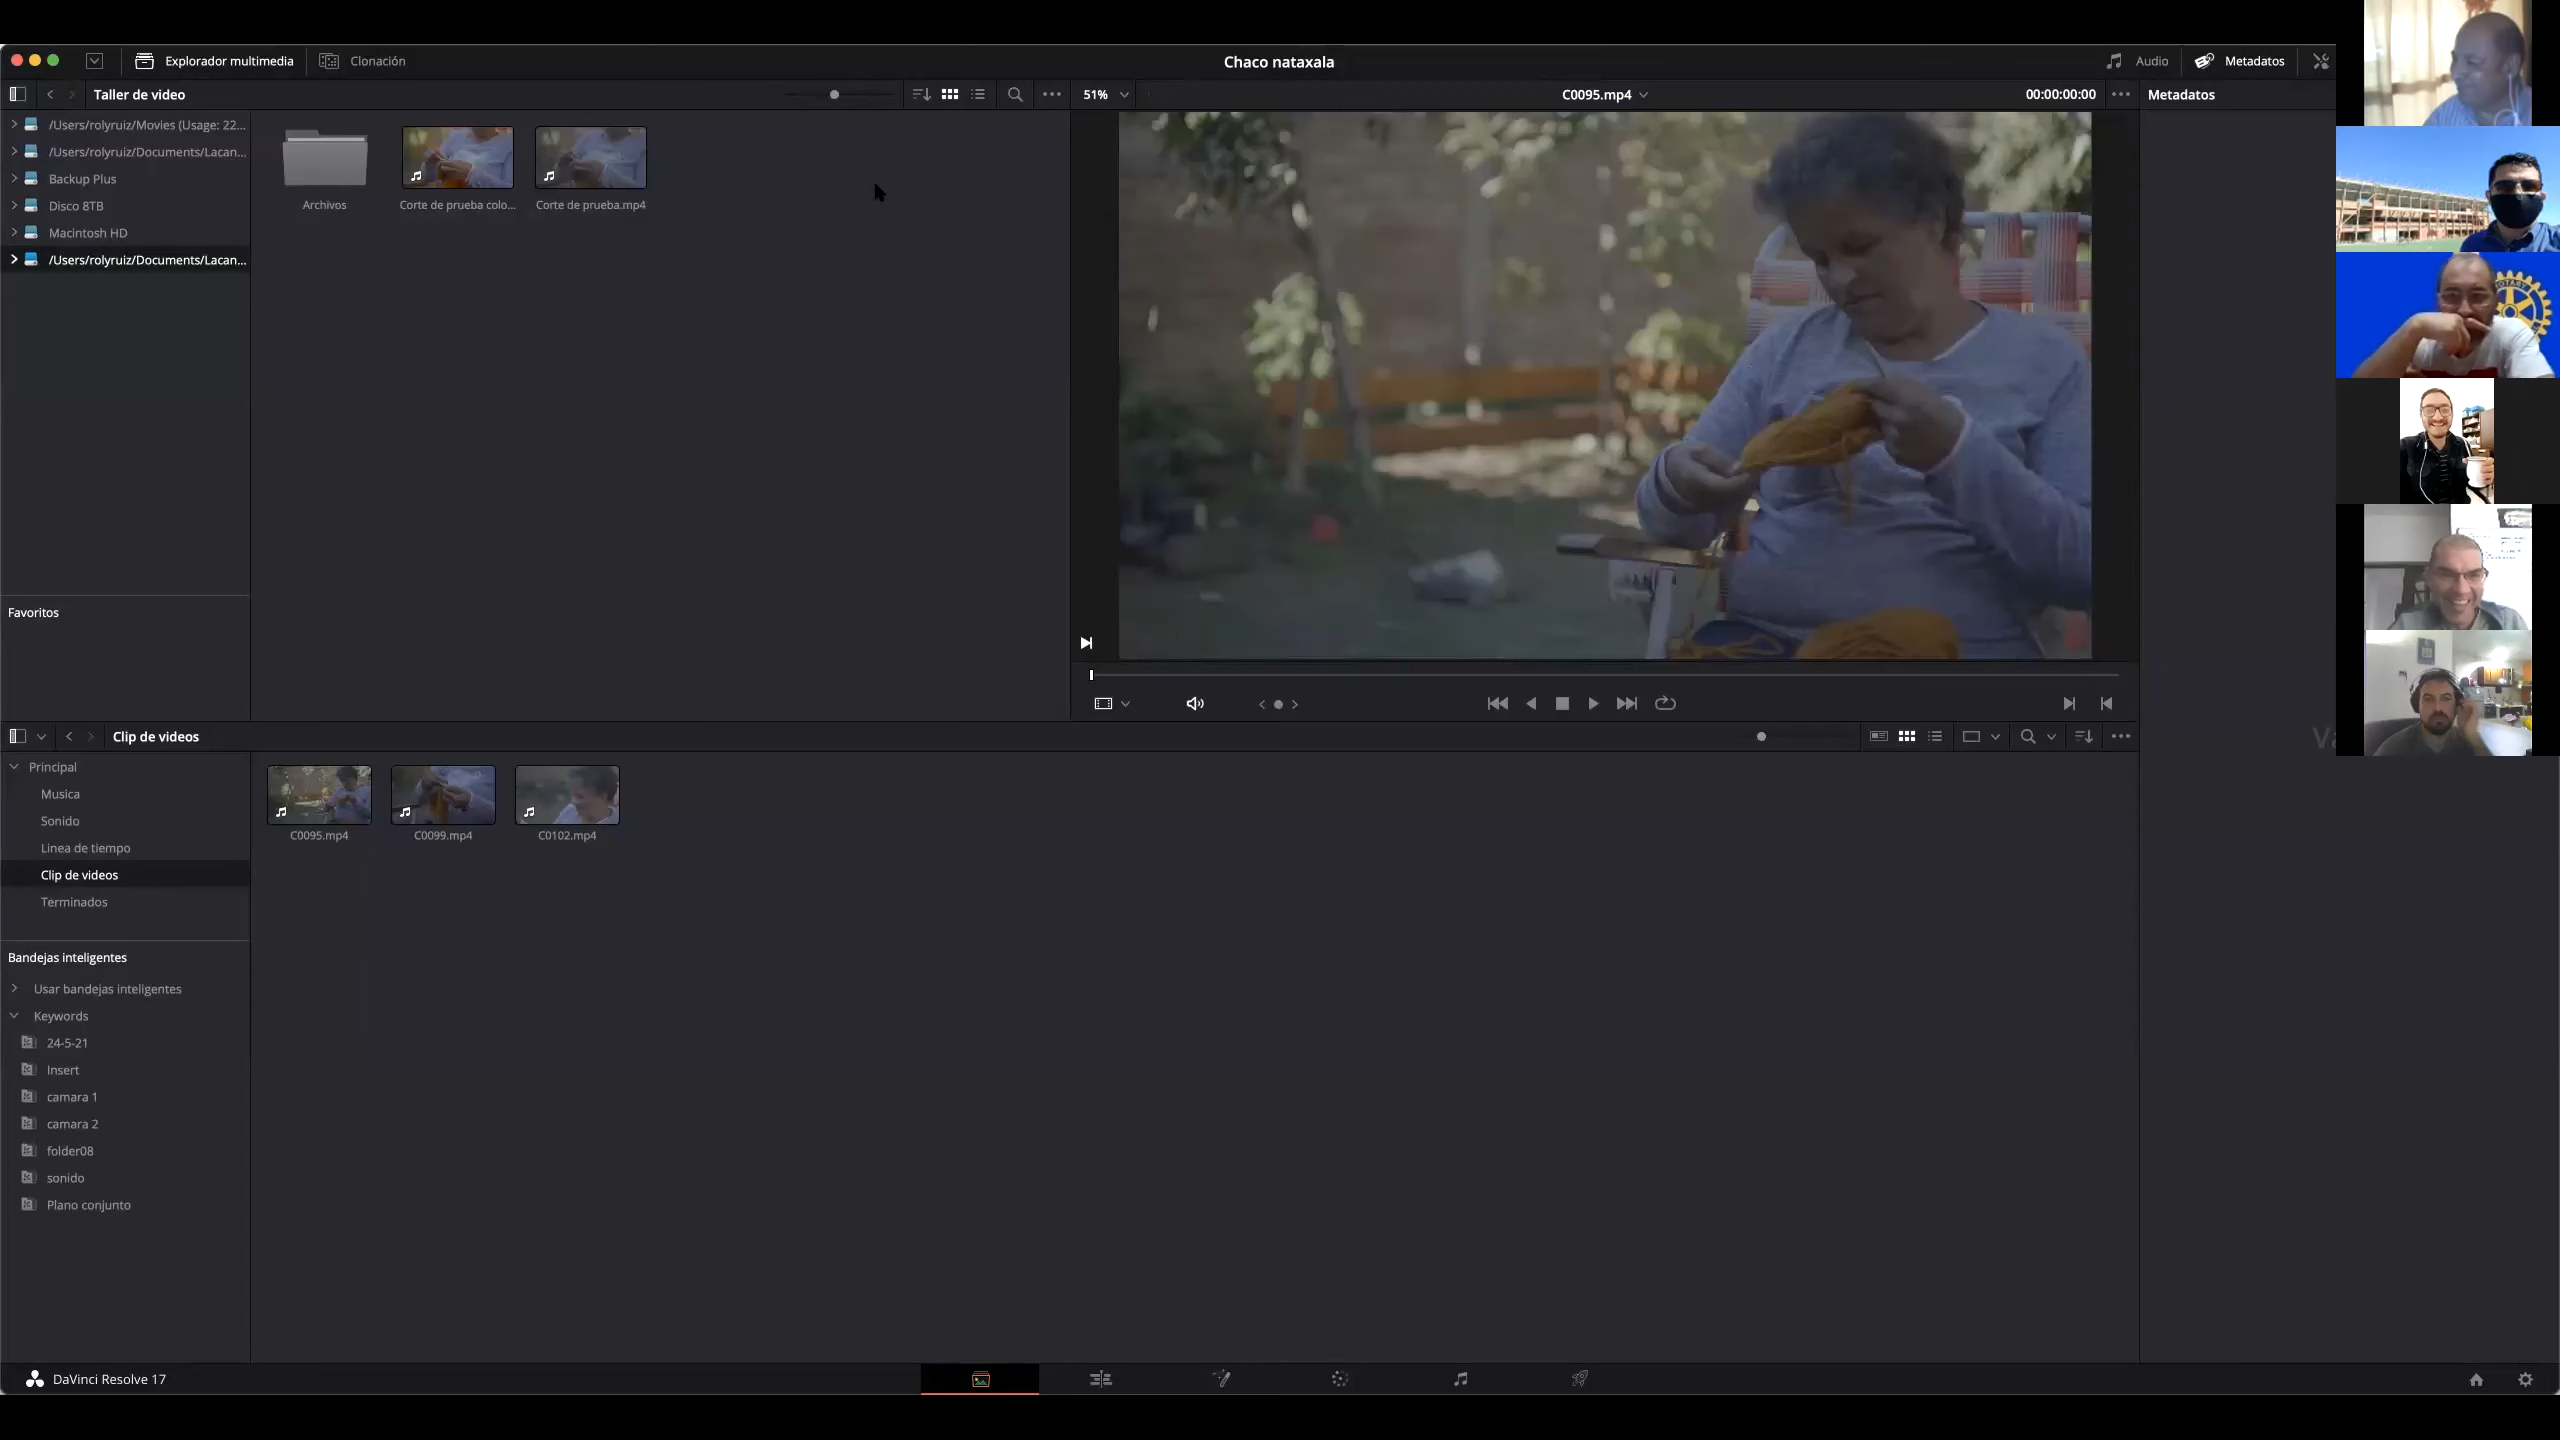 Explorador multimedia
Clonación
Chaco nataxala
Audio
Metadatos
Taller de video
51%
C0095.mp4
00:00:00:00
Metadatos
/Users/rolyruiz/Movies (Usage: 22...
/Users/rolyruiz/Documents/Lacan...
Backup Plus
Disco 8TB
Macintosh HD
/Users/rolyruiz/Documents/Lacan...
Archivos
Corte de prueba colo...
Corte de prueba.mp4
Favoritos
Clip de videos
Principal
Musica
Sonido
Linea de tiempo
Clip de videos
Terminados
C0095.mp4
C0099.mp4
C0102.mp4
Bandejas inteligentes
Usar bandejas inteligentes
Keywords
24-5-21
Insert
camara 1
camara 2
folder08
sonido
Plano conjunto
DaVinci Resolve 17